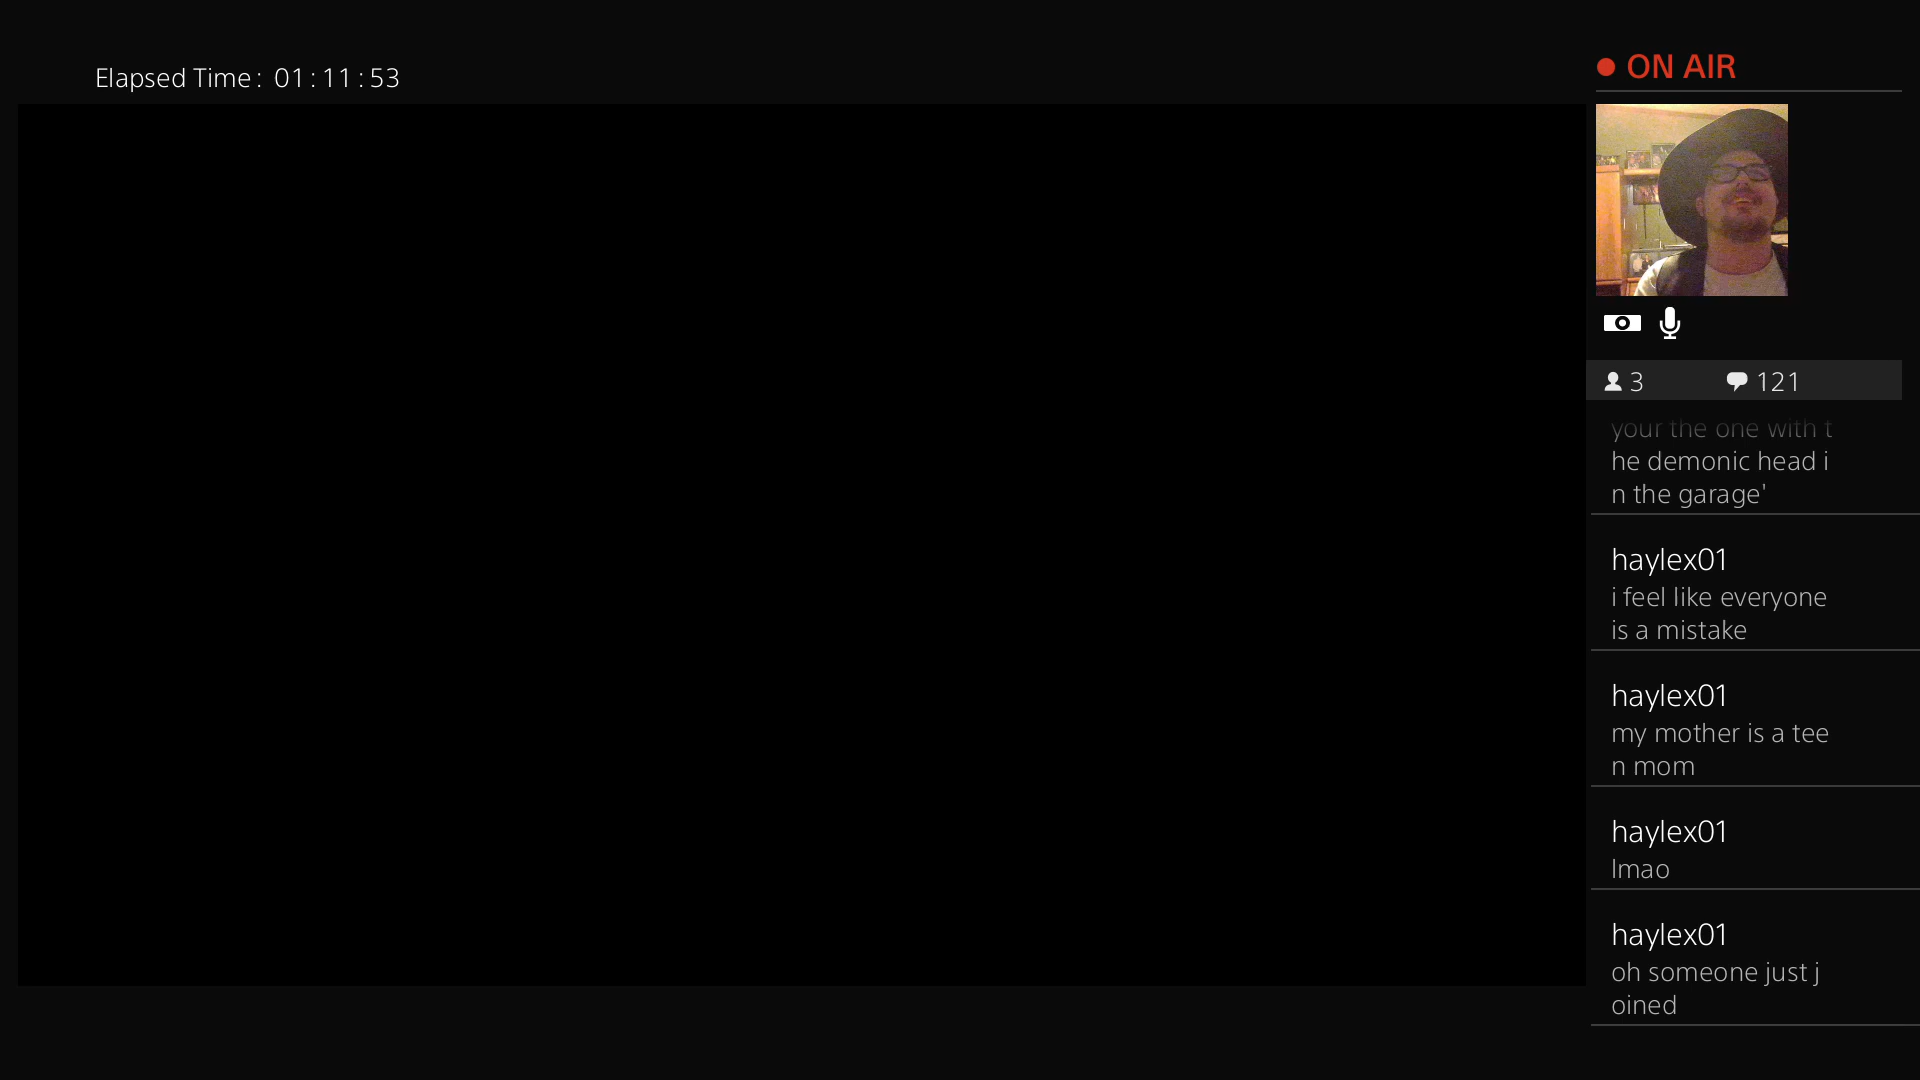 Elapsed Time: 01:11:53
ON AIR
3 121
your the one with t
he demonic head i
n the garage'
haylex01
i feel like everyone
is a mistake
haylex01
my mother is a tee
n mom
haylex01
lmao
haylex01
oh someone just j
oined